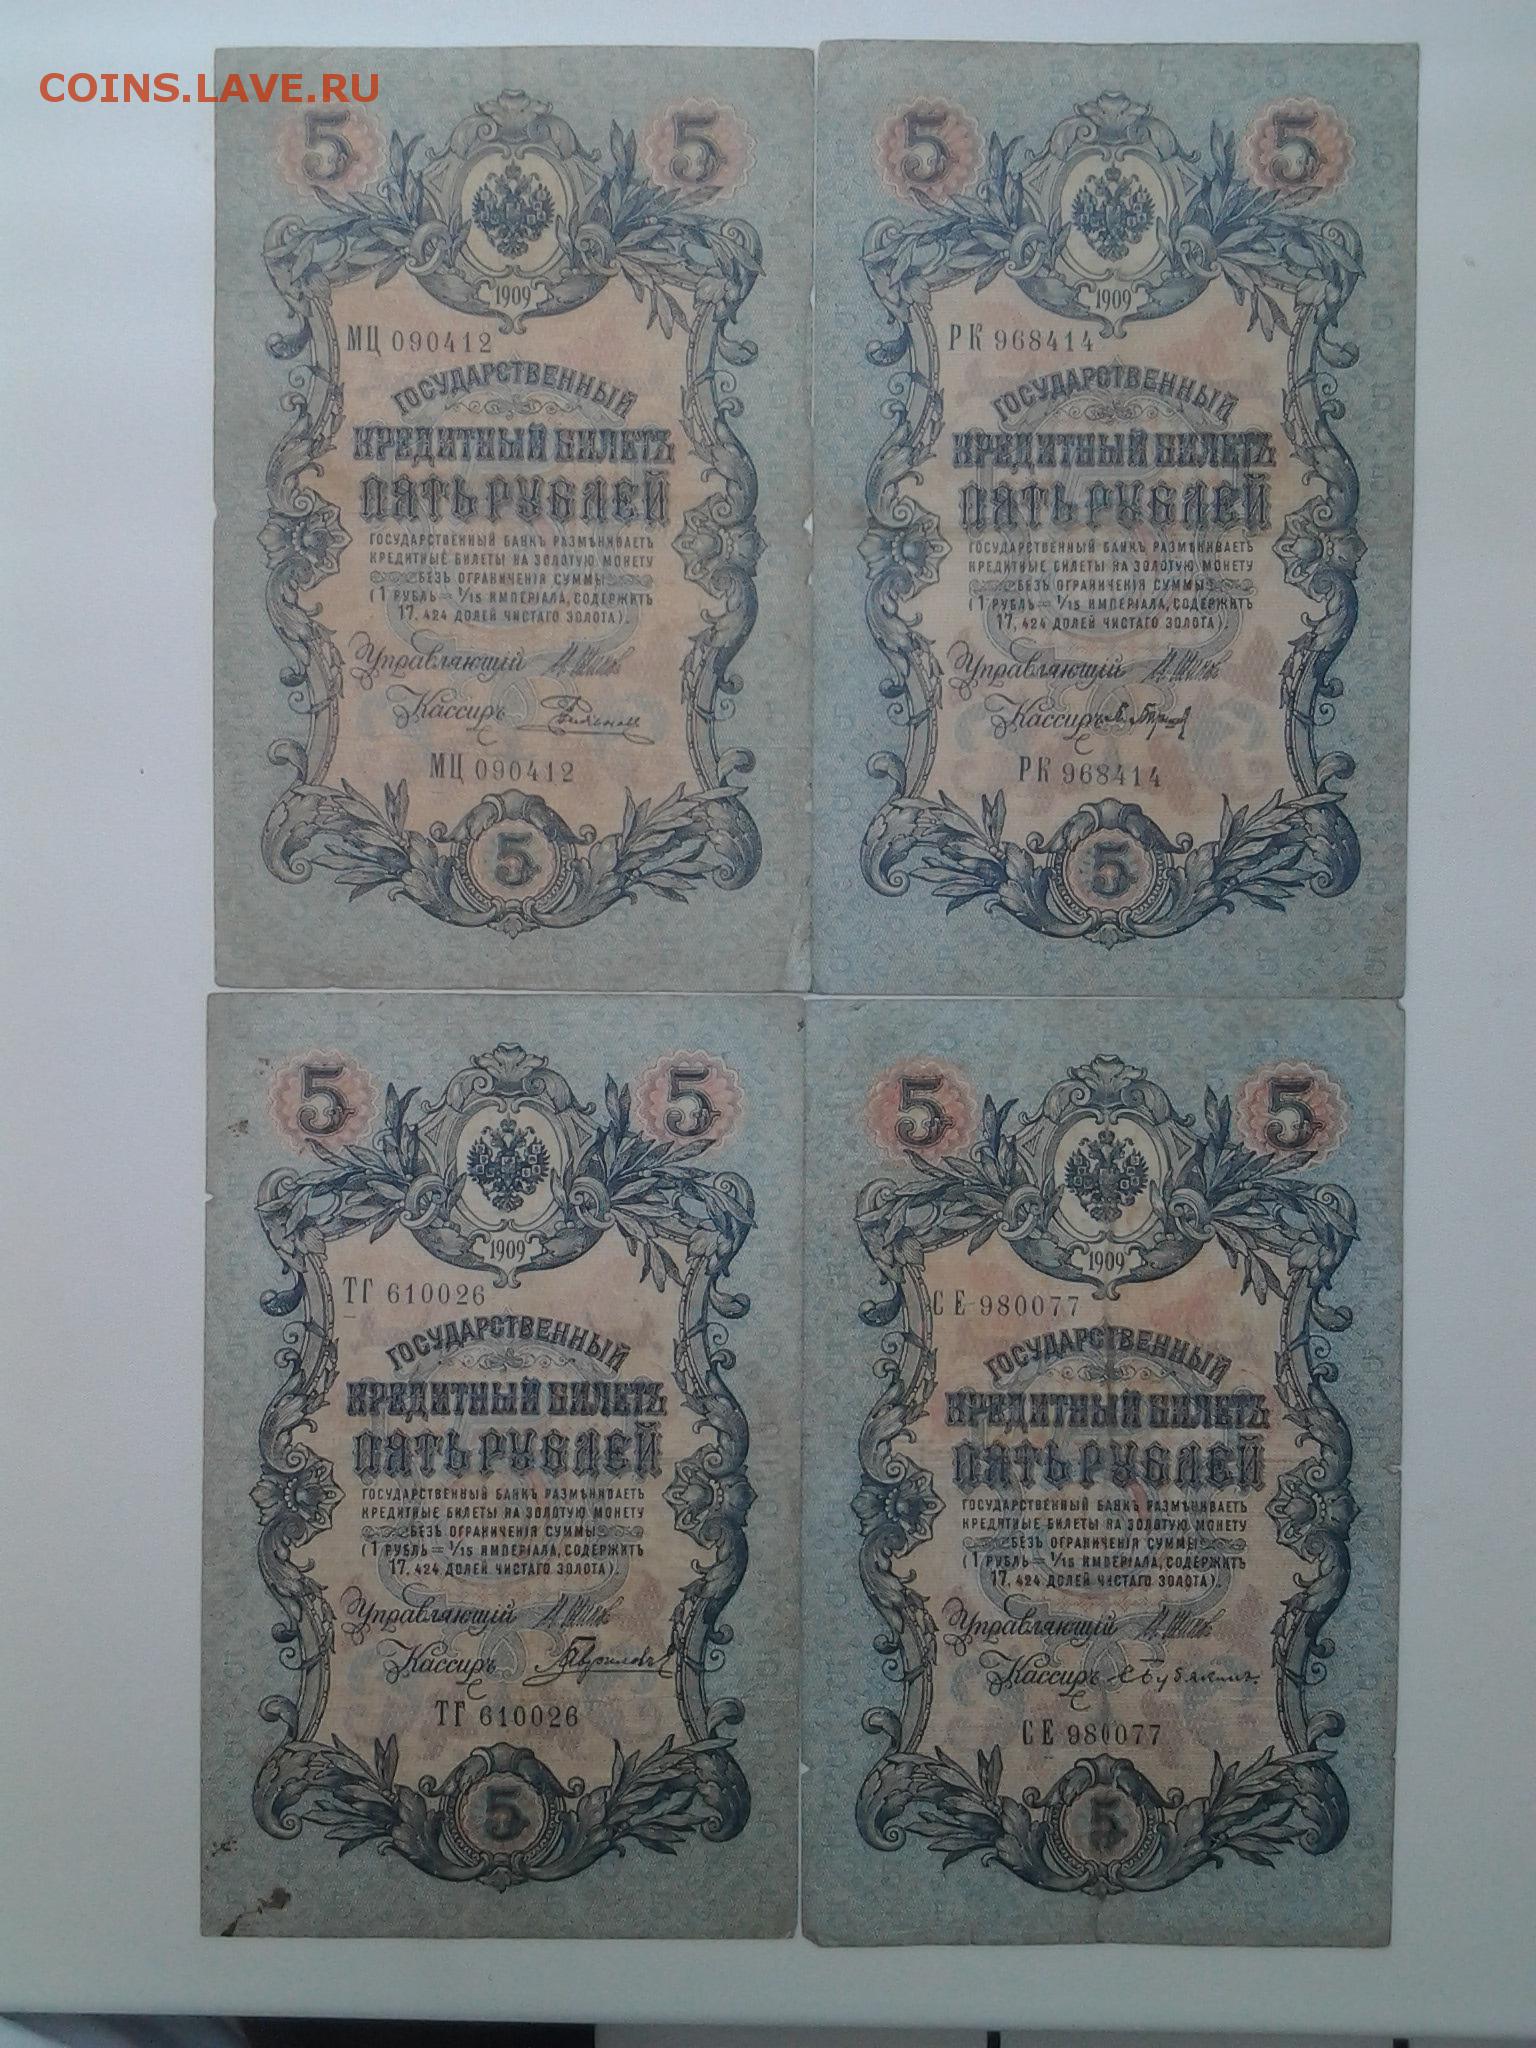 COINS.LAVE.RU
5 5
1909
МЦ 090412
ГОСУДАРСТВЕННЫЙ
КРЕДИТНЫЙ БИЛЕТЪ
ПЯТЬ РУБЛЕЙ
ГОСУДАРСТВЕННЫЙ БАНКЪ РАЗМѢНИВАЕТЪ
КРЕДИТНЫЕ БИЛЕТЫ НА ЗОЛОТУЮ МОНЕТУ
БЕЗЪ ОГРАНИЧЕНІЯ СУММЫ
(1 РУБЛЬ = 1/15 ИМПЕРІАЛА, СОДЕРЖИТЪ
17,424 ДОЛЕЙ ЧИСТАГО ЗОЛОТА).
Управляющій
Кассиръ
МЦ 090412
5
5 5
1909
РК 968414
ГОСУДАРСТВЕННЫЙ
КРЕДИТНЫЙ БИЛЕТЪ
ПЯТЬ РУБЛЕЙ
ГОСУДАРСТВЕННЫЙ БАНКЪ РАЗМѢНИВАЕТЪ
КРЕДИТНЫЕ БИЛЕТЫ НА ЗОЛОТУЮ МОНЕТУ
БЕЗЪ ОГРАНИЧЕНІЯ СУММЫ
(1 РУБЛЬ = 1/15 ИМПЕРІАЛА, СОДЕРЖИТЪ
17,424 ДОЛЕЙ ЧИСТАГО ЗОЛОТА).
Управляющій
Кассиръ
РК 968414
5
5 5
1909
ТГ 610026
ГОСУДАРСТВЕННЫЙ
КРЕДИТНЫЙ БИЛЕТЪ
ПЯТЬ РУБЛЕЙ
ГОСУДАРСТВЕННЫЙ БАНКЪ РАЗМѢНИВАЕТЪ
КРЕДИТНЫЕ БИЛЕТЫ НА ЗОЛОТУЮ МОНЕТУ
БЕЗЪ ОГРАНИЧЕНІЯ СУММЫ
(1 РУБЛЬ = 1/15 ИМПЕРІАЛА, СОДЕРЖИТЪ
17,424 ДОЛЕЙ ЧИСТАГО ЗОЛОТА).
Управляющій
Кассиръ
ТГ 610026
5
5 5
1909
СЕ 980077
ГОСУДАРСТВЕННЫЙ
КРЕДИТНЫЙ БИЛЕТЪ
ПЯТЬ РУБЛЕЙ
ГОСУДАРСТВЕННЫЙ БАНКЪ РАЗМѢНИВАЕТЪ
КРЕДИТНЫЕ БИЛЕТЫ НА ЗОЛОТУЮ МОНЕТУ
БЕЗЪ ОГРАНИЧЕНІЯ СУММЫ
(1 РУБЛЬ = 1/15 ИМПЕРІАЛА, СОДЕРЖИТЪ
17,424 ДОЛЕЙ ЧИСТАГО ЗОЛОТА).
Управляющій
Кассиръ
СЕ 980077
5